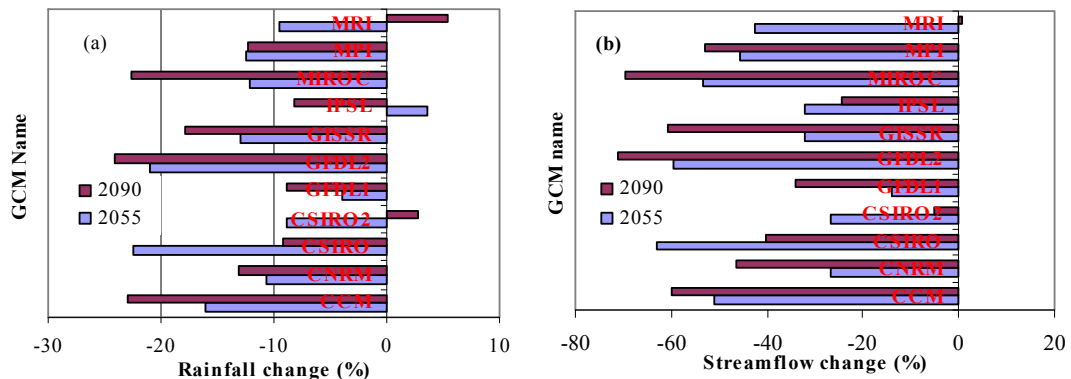 (a)
GCM Name
MRI
MPI
MIROC
IPSL
GISSR
GFDL2
GFDL1
CSIRO2
CSIRO
CNRM
CCM
2090
2055
-30 -20 -10 0 10
Rainfall change (%)
(b)
GCM name
MRI
MPI
MIROC
IPSL
GISSR
GFDL2
GFDL1
CSIRO2
CSIRO
CNRM
CCM
2090
2055
-80 -60 -40 -20 0 20
Streamflow change (%)